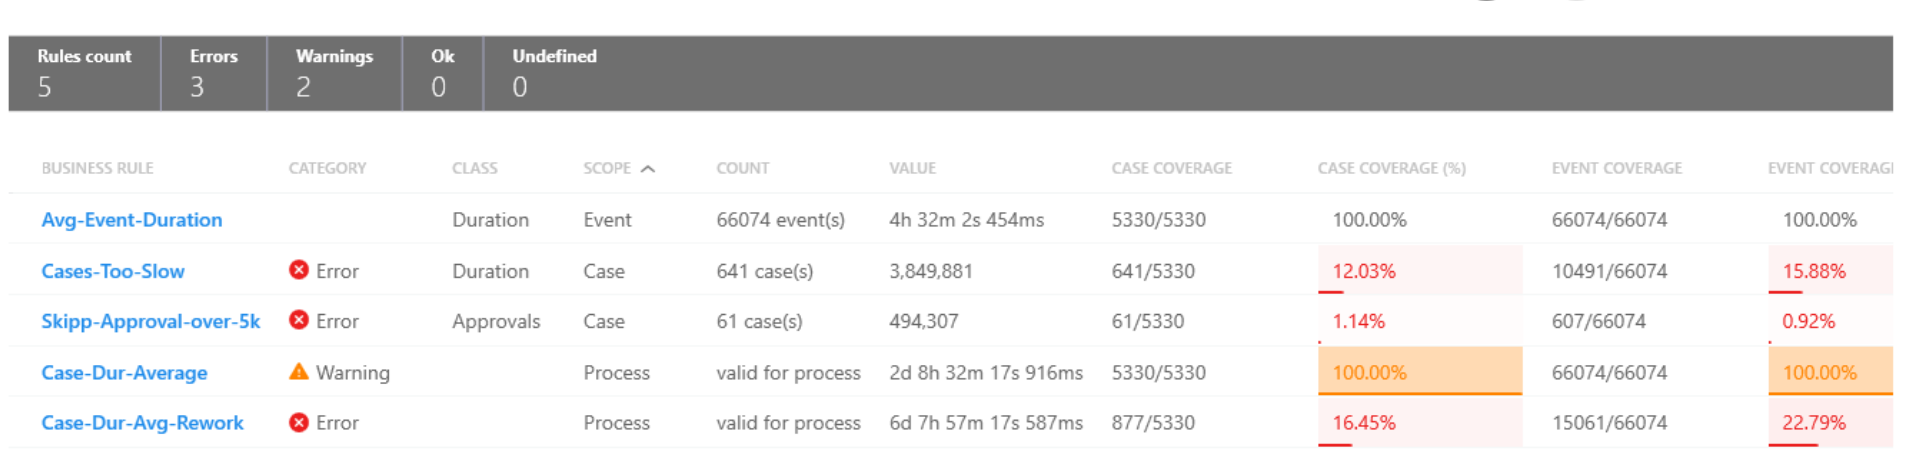 Rules count Errors Warnings Ok Undefined
5 3 2 0 0
BUSINESS RULE CATEGORY CLASS SCOPE COUNT VALUE CASE COVERAGE CASE COVERAGE (%) EVENT COVERAGE EVENT COVERAG
Avg-Event-Duration Duration Event 66074 event(s) 4h 32m 2s 454ms 5330/5330 100.00% 66074/66074 100.00%
Cases-Too-Slow Error Duration Case 641 case(s) 3,849,881 641/5330 12.03% 10491/66074 15.88%
Skipp-Approval-over-5k Error Approvals Case 61 case(s) 494,307 61/5330 1.14% 607/66074 0.92%
Case-Dur-Average Warning Process valid for process 2d 8h 32m 17s 916ms 5330/5330 100.00% 66074/66074 100.00%
Case-Dur-Avg-Rework Error Process valid for process 6d 7h 57m 17s 587ms 877/5330 16.45% 15061/66074 22.79%